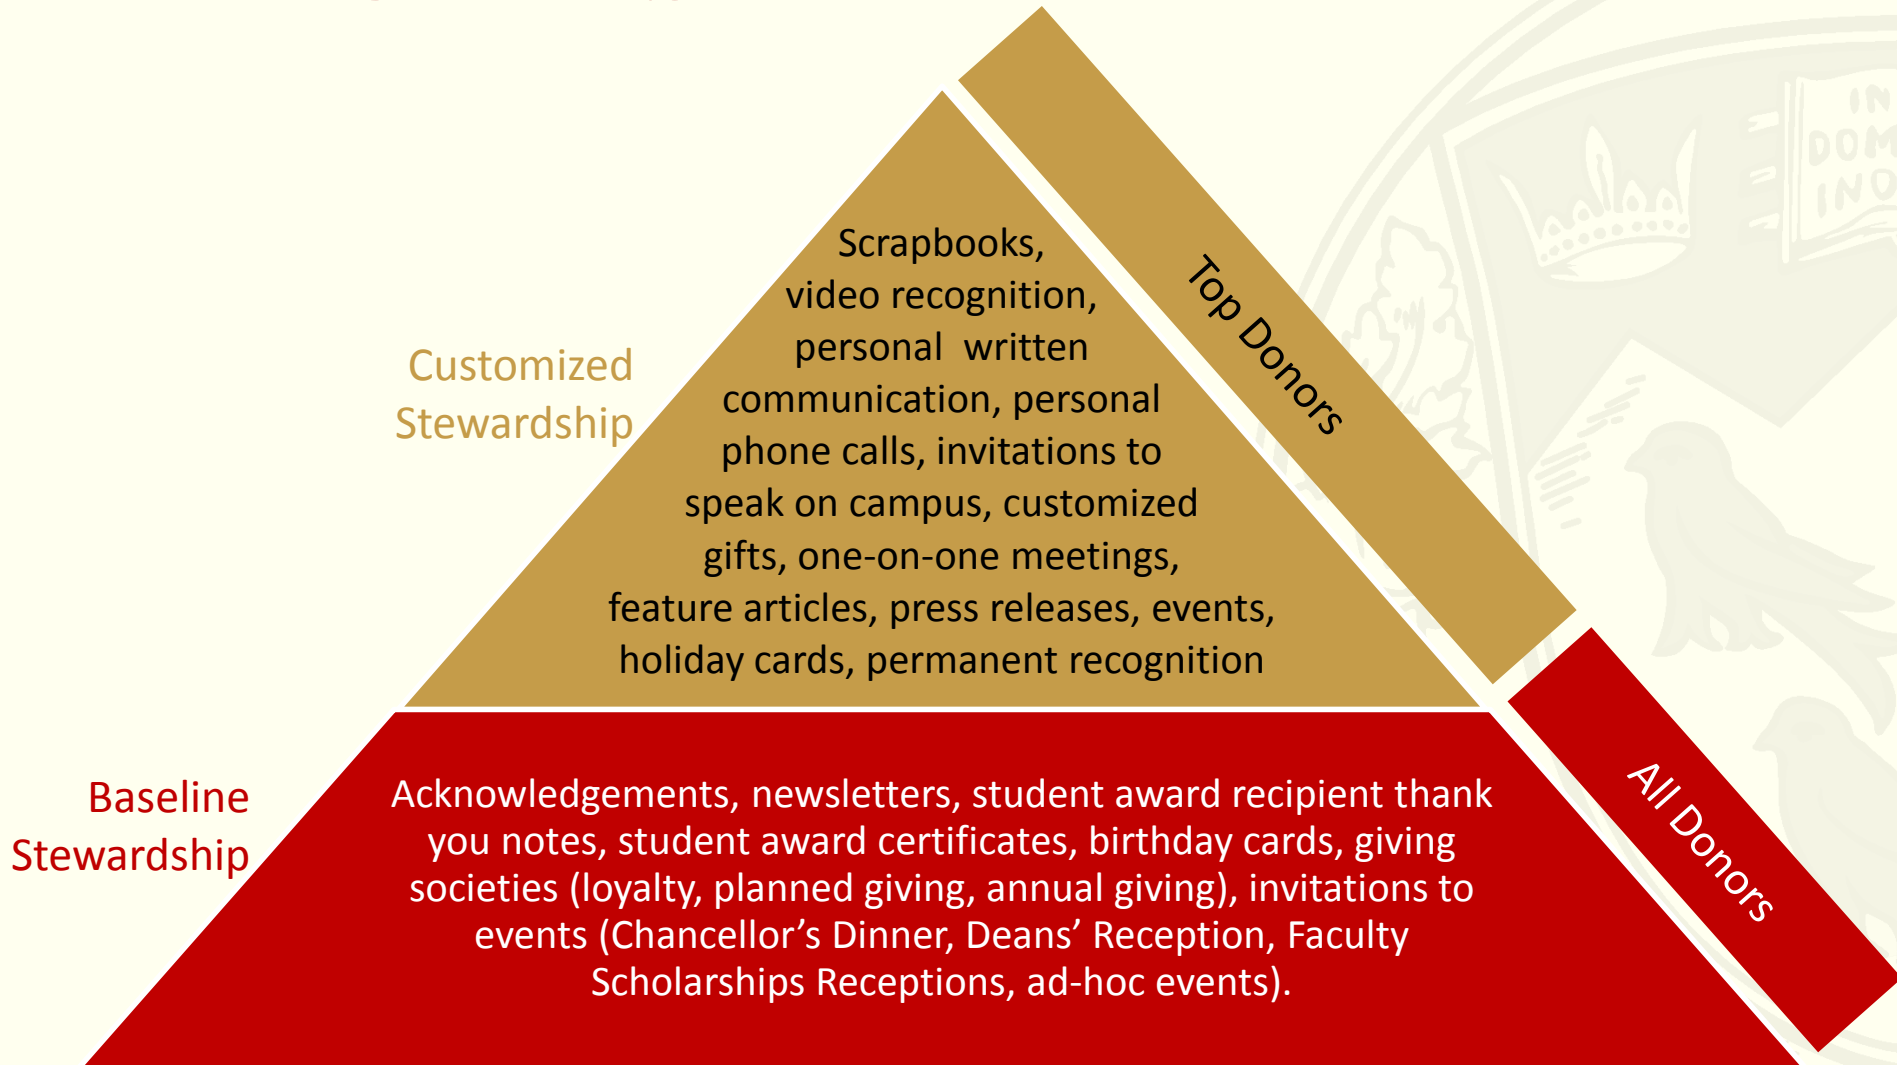 Scrapbooks,
video recognition,
personal written
communication, personal
phone calls, invitations to
speak on campus, customized
gifts, one-on-one meetings,
feature articles, press releases, events,
holiday cards, permanent recognition
Customized
Stewardship
Top Donors
Baseline
Stewardship
Acknowledgements, newsletters, student award recipient thank
you notes, student award certificates, birthday cards, giving
societies (loyalty, planned giving, annual giving), invitations to
events (Chancellor’s Dinner, Deans’ Reception, Faculty
Scholarships Receptions, ad-hoc events).
All Donors
IN
INO